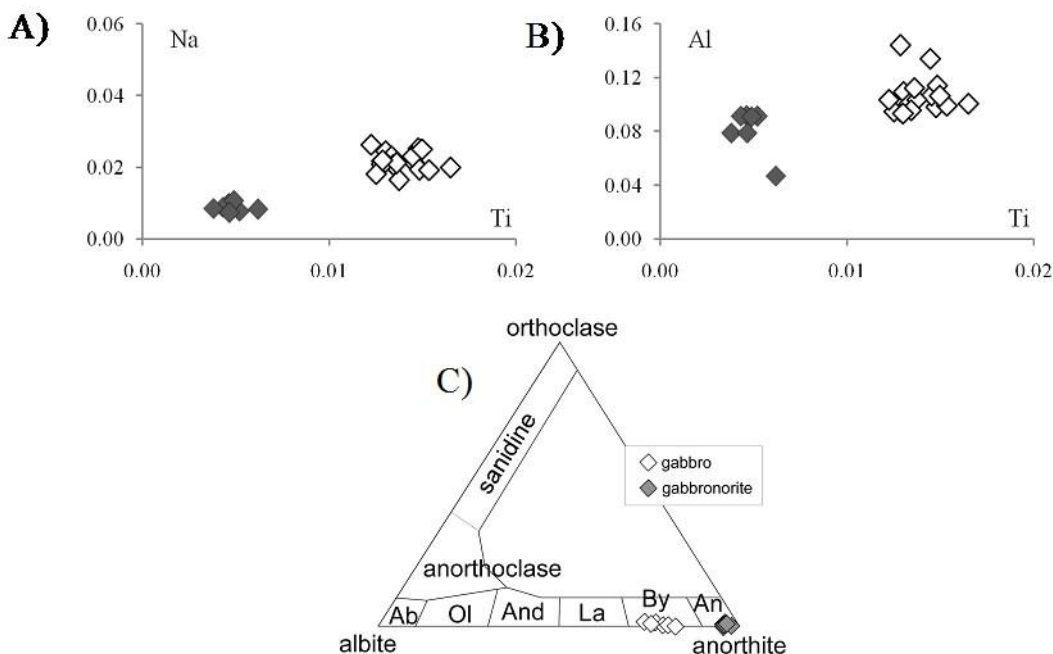 A)
0.06
Na
0.04
0.02
0.00
Ti
0.00
0.01
0.02
B)
0.16
Al
0.12
0.08
0.04
0.00
Ti
0.00
0.01
0.02
C)
orthoclase
sanidine
gabbro
gabbronorite
anorthoclase
Ab
Ol
And
La
By
An
albite
anorthite